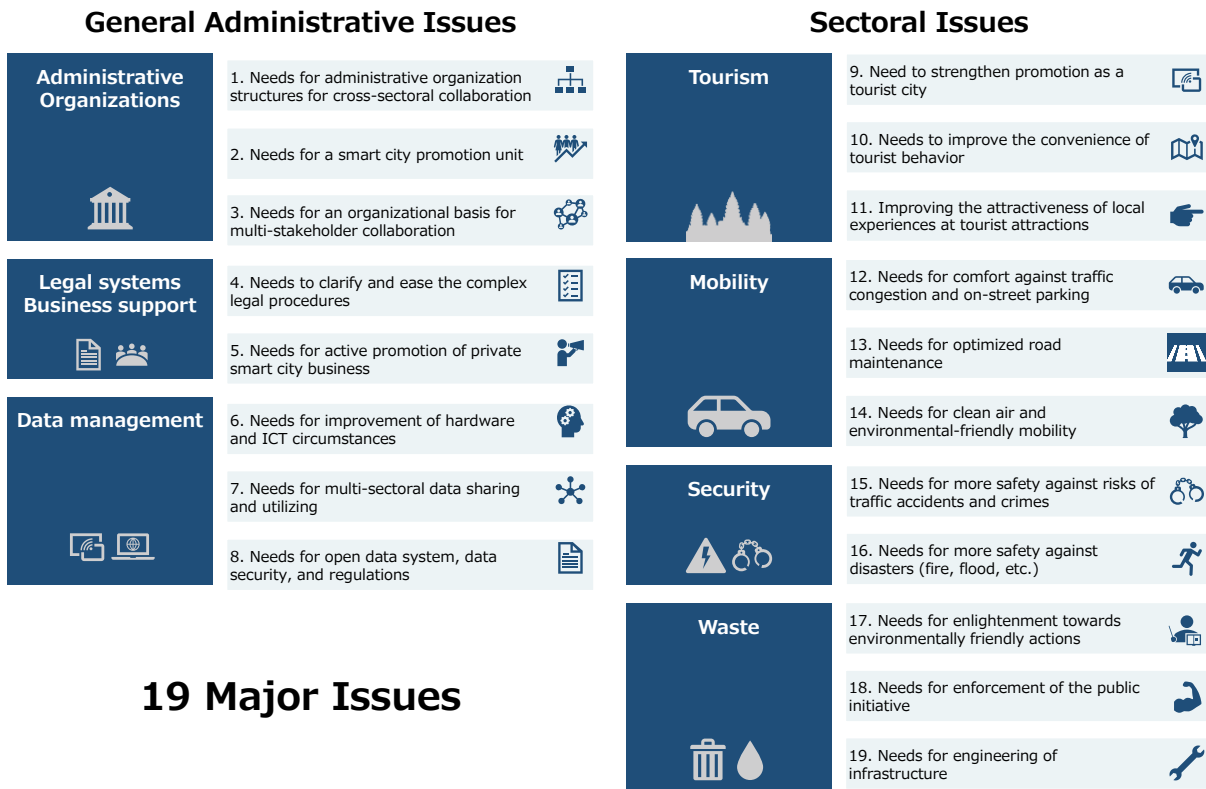 General Administrative Issues
Administrative
Organizations
1. Needs for administrative organization
structures for cross-sectoral collaboration
2. Needs for a smart city promotion unit
3. Needs for an organizational basis for
multi-stakeholder collaboration
Legal systems
Business support
4. Needs to clarify and ease the complex
legal procedures
5. Needs for active promotion of private
smart city business
Data management
6. Needs for improvement of hardware
and ICT circumstances
7. Needs for multi-sectoral data sharing
and utilizing
8. Needs for open data system, data
security, and regulations
19 Major Issues
Sectoral Issues
Tourism
9. Need to strengthen promotion as a
tourist city
10. Needs to improve the convenience of
tourist behavior
11. Improving the attractiveness of local
experiences at tourist attractions
Mobility
12. Needs for comfort against traffic
congestion and on-street parking
13. Needs for optimized road
maintenance
14. Needs for clean air and
environmental-friendly mobility
Security
15. Needs for more safety against risks of
traffic accidents and crimes
16. Needs for more safety against
disasters (fire, flood, etc.)
Waste
17. Needs for enlightenment towards
environmentally friendly actions
18. Needs for enforcement of the public
initiative
19. Needs for engineering of
infrastructure